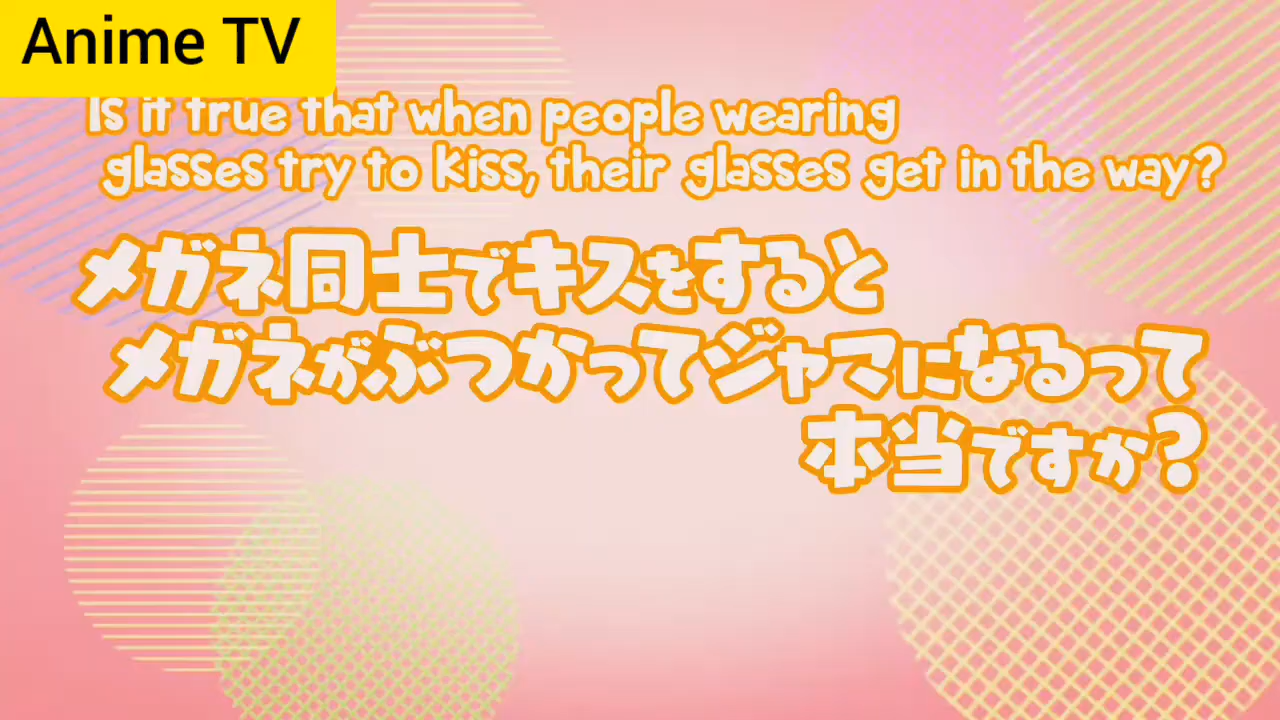 Anime TV
Is it true that when people wearing
glasses try to kiss, their glasses get in the way?
メガネ同士でキスをすると
メガネがぶつかってジャマになるって
本当ですか?